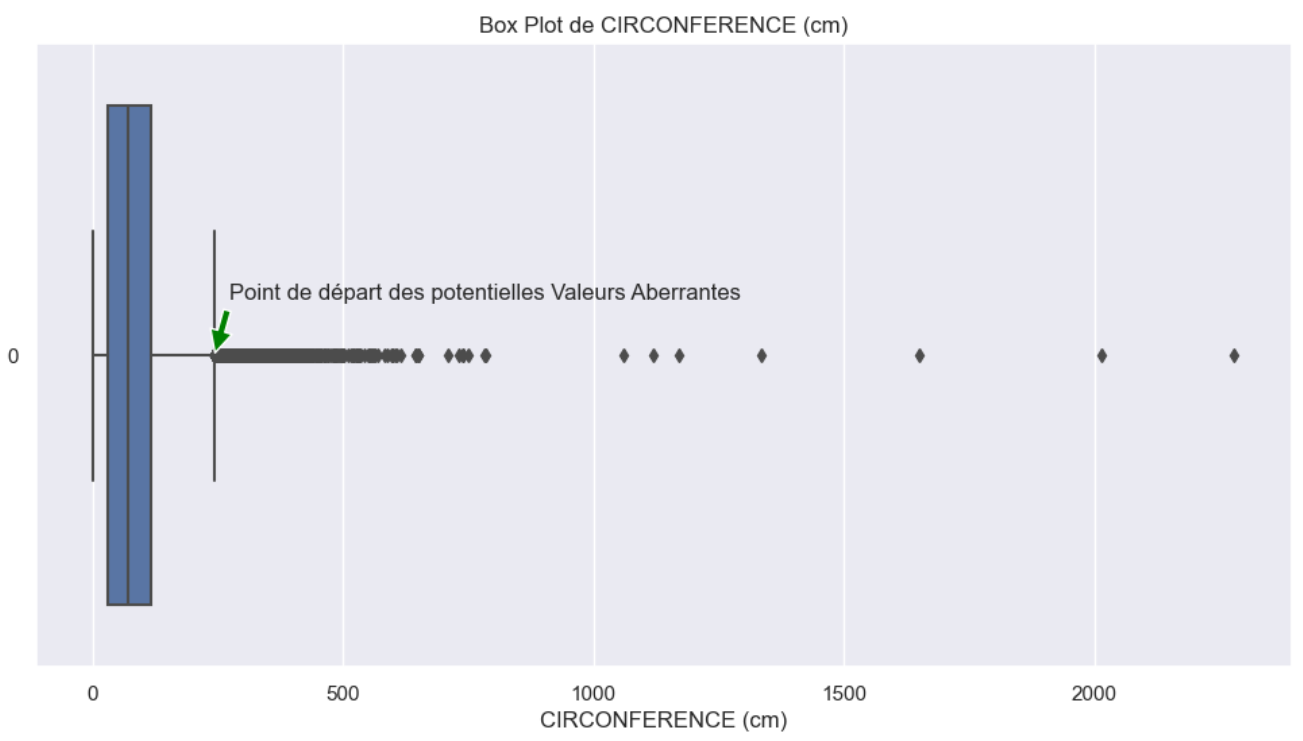 Box Plot de CIRCONFERENCE (cm)
Point de départ des potentielles Valeurs Aberrantes
0
0 500 1000 1500 2000
CIRCONFERENCE (cm)